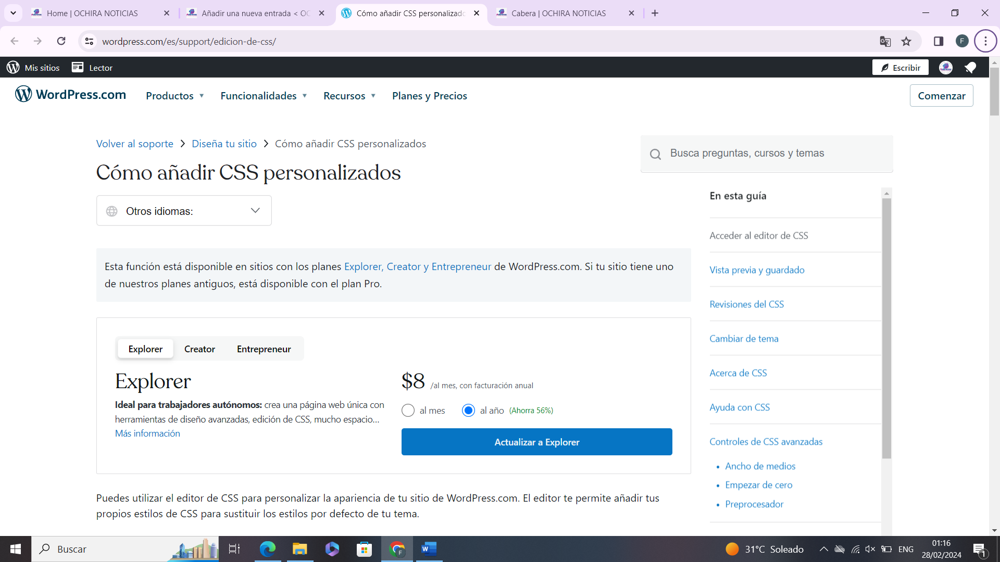 Home | OCHIRA NOTICIAS
Añadir una nueva entrada < OC
Cómo añadir CSS personalizado
Cabera | OCHIRA NOTICIAS
wordpress.com/es/support/edicion-de-css/
F
Mis sitios
Lector
Escribir
WordPress.com
Productos
Funcionalidades
Recursos
Planes y Precios
Comenzar
Volver al soporte > Diseña tu sitio > Cómo añadir CSS personalizados
Busca preguntas, cursos y temas
Cómo añadir CSS personalizados
Otros idiomas:
Esta función está disponible en sitios con los planes Explorer, Creator y Entrepreneur de WordPress.com. Si tu sitio tiene uno
de nuestros planes antiguos, está disponible con el plan Pro.
Explorer
Creator
Entrepreneur
Explorer
Ideal para trabajadores autónomos: crea una página web única con
herramientas de diseño avanzadas, edición de CSS, mucho espacio...
Más información
$8 /al mes, con facturación anual
al mes
al año (Ahorra 56%)
Actualizar a Explorer
Puedes utilizar el editor de CSS para personalizar la apariencia de tu sitio de WordPress.com. El editor te permite añadir tus
propios estilos de CSS para sustituir los estilos por defecto de tu tema.
En esta guía
Acceder al editor de CSS
Vista previa y guardado
Revisiones del CSS
Cambiar de tema
Acerca de CSS
Ayuda con CSS
Controles de CSS avanzadas
• Ancho de medios
• Empezar de cero
• Preprocesador
Buscar
31°C Soleado
ENG
01:16
28/02/2024
1